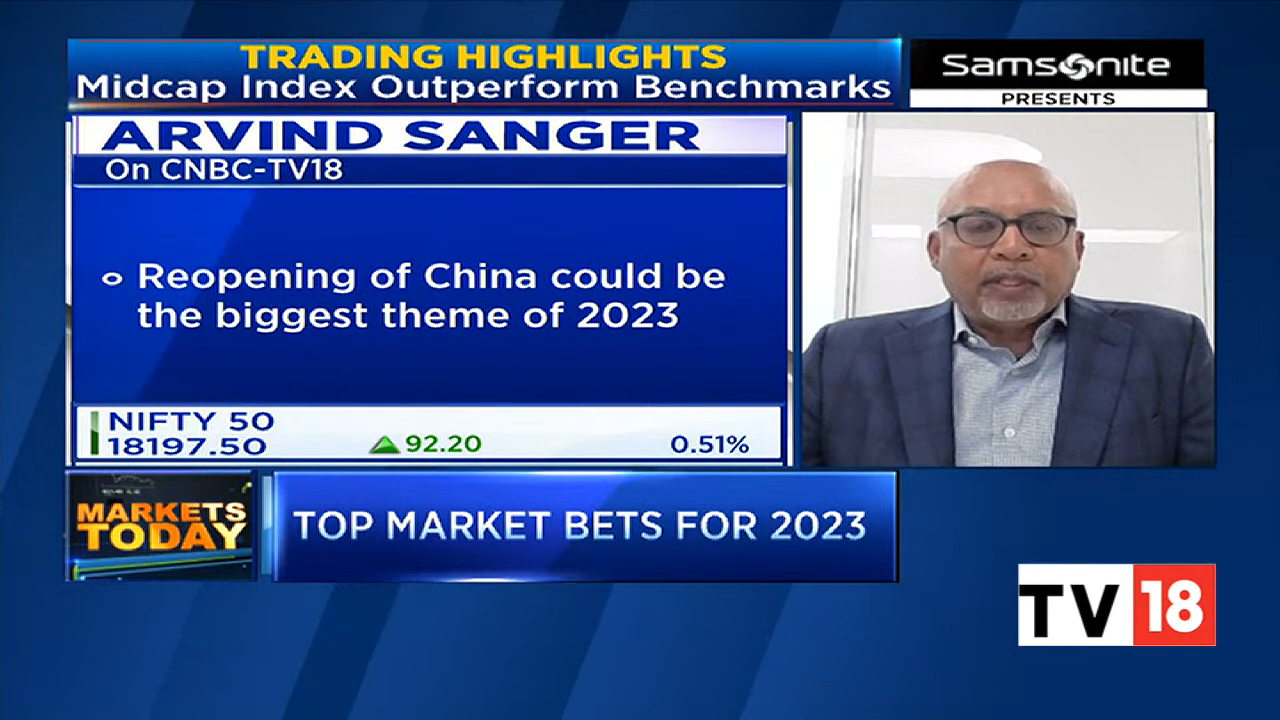 TRADING HIGHLIGHTS
Midcap Index Outperform Benchmarks
Samsonite
PRESENTS
ARVIND SANGER
On CNBC-TV18
Reopening of China could be
the biggest theme of 2023
NIFTY 50
18197.50 92.20 0.51%
MARKETS
TODAY
TOP MARKET BETS FOR 2023
TV18